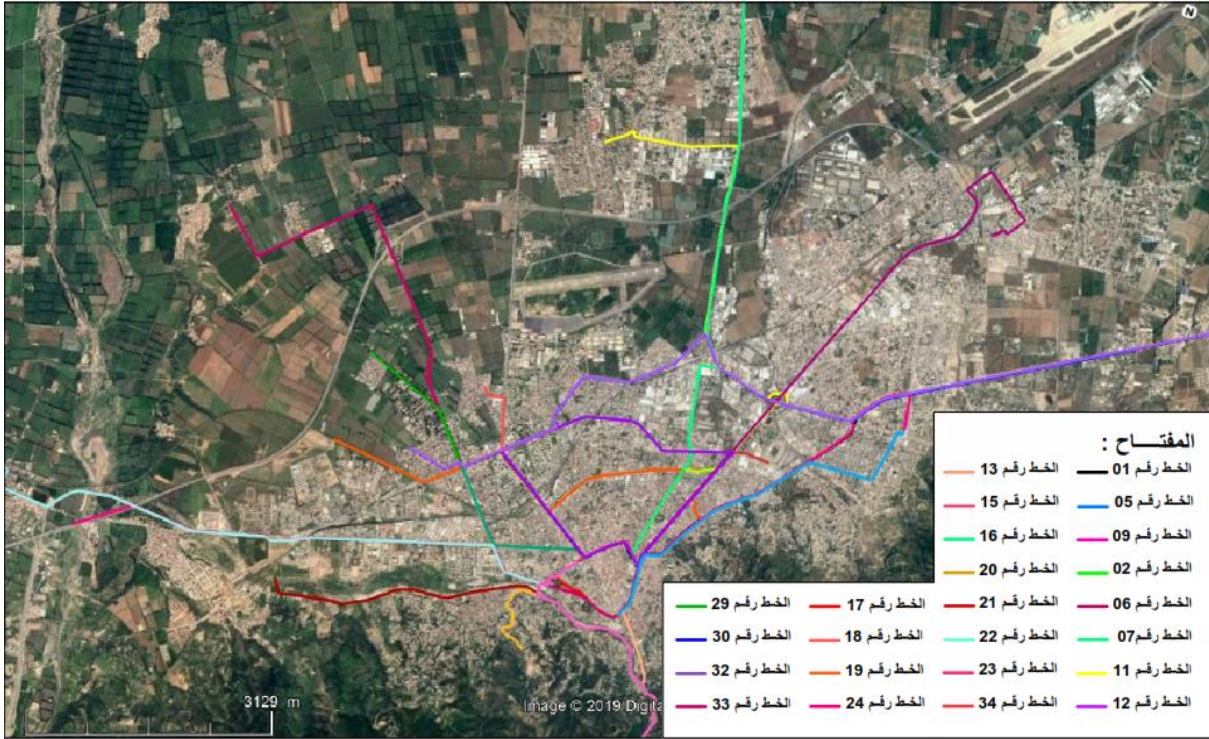 N
المفتـــاح :
الخط رقم 01
الخط رقم 13
الخط رقم 05
الخط رقم 15
الخط رقم 09
الخط رقم 16
الخط رقم 02
الخط رقم 20
الخط رقم 06
الخط رقم 21
الخط رقم 17
الخط رقم 29
الخط رقم 07
الخط رقم 22
الخط رقم 18
الخط رقم 30
الخط رقم 11
الخط رقم 23
الخط رقم 19
الخط رقم 32
الخط رقم 12
الخط رقم 34
الخط رقم 24
الخط رقم 33
3129 m
Image © 2019 Digita